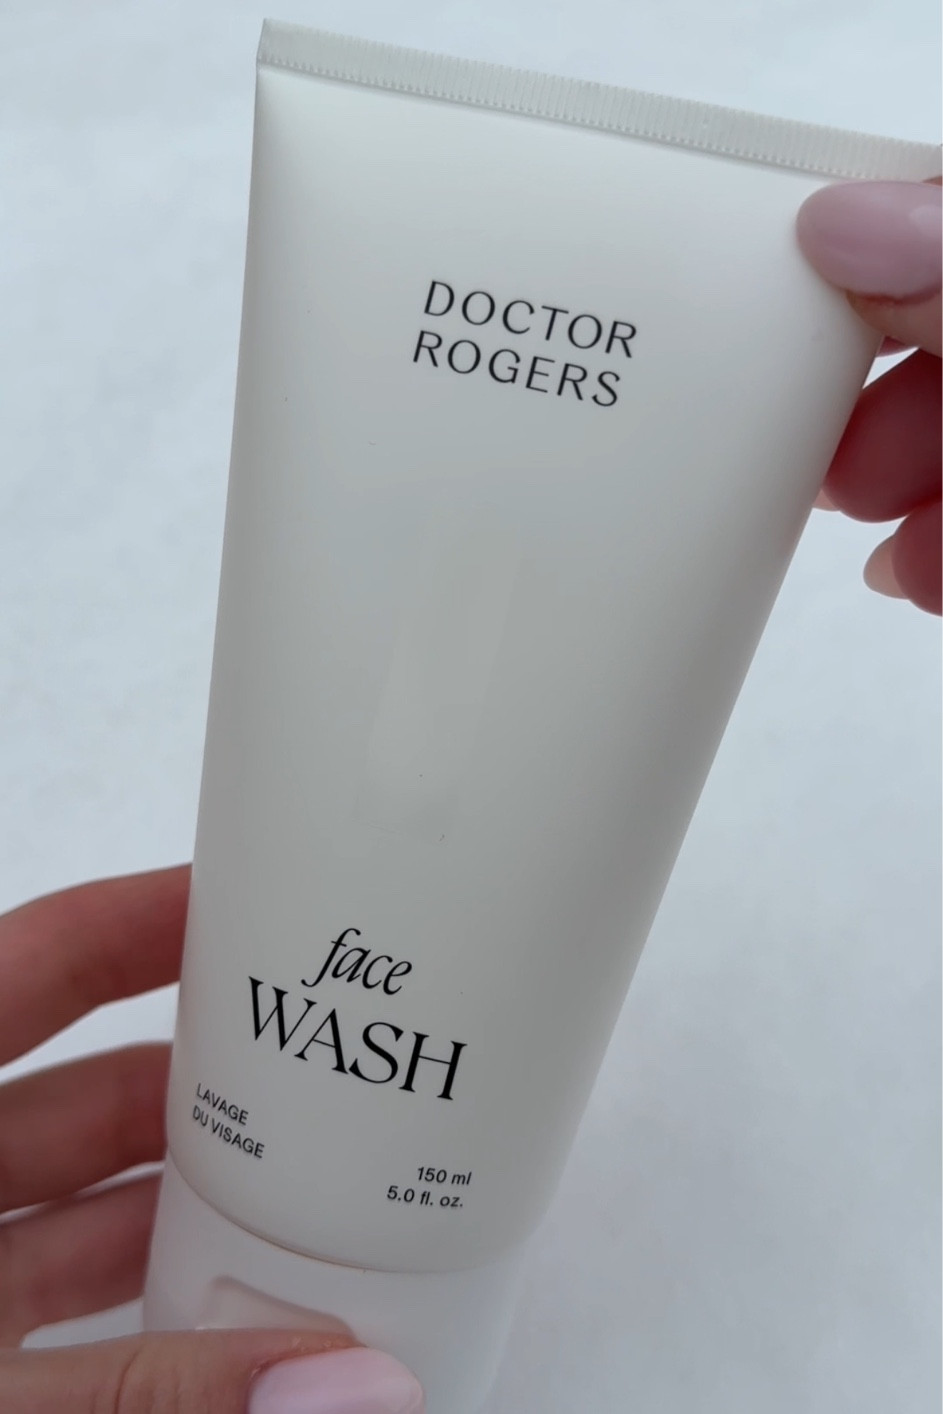 DOCTOR
ROGERS
face
WASH
LAVAGE
DU VISAGE
150 ml
5.0 fl. oz.